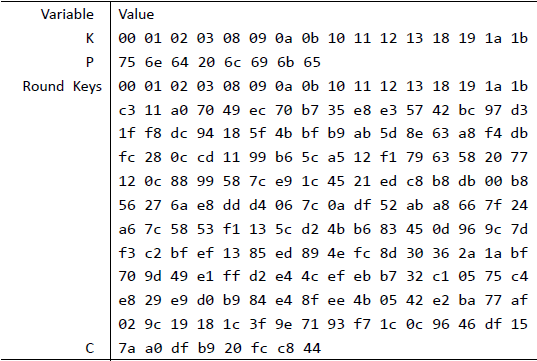 Variable Value
K 00 01 02 03 08 09 0a 0b 10 11 12 13 18 19 1a 1b
P 75 6e 64 20 6c 69 6b 65
Round Keys 00 01 02 03 08 09 0a 0b 10 11 12 13 18 19 1a 1b
c3 11 a0 70 49 ec 70 b7 35 e8 e3 57 42 bc 97 d3
1f f8 dc 94 18 5f 4b bf b9 ab 5d 8e 63 a8 f4 db
fc 28 0c cd 11 99 b6 5c a5 12 f1 79 63 58 20 77
12 0c 88 99 58 7c e9 1c 45 21 ed c8 b8 db 00 b8
56 27 6a e8 dd d4 06 7c 0a df 52 ab a8 66 7f 24
a6 7c 58 53 f1 13 5c d2 4b b6 83 45 0d 96 9c 7d
f3 c2 bf ef 13 85 ed 89 4e fc 8d 30 36 2a 1a bf
70 9d 49 e1 ff d2 e4 4c ef eb b7 32 c1 05 75 c4
e8 29 e9 d0 b9 84 e4 8f ee 4b 05 42 e2 ba 77 af
02 9c 19 18 1c 3f 9e 71 93 f7 1c 0c 96 46 df 15
C 7a a0 df b9 20 fc c8 44